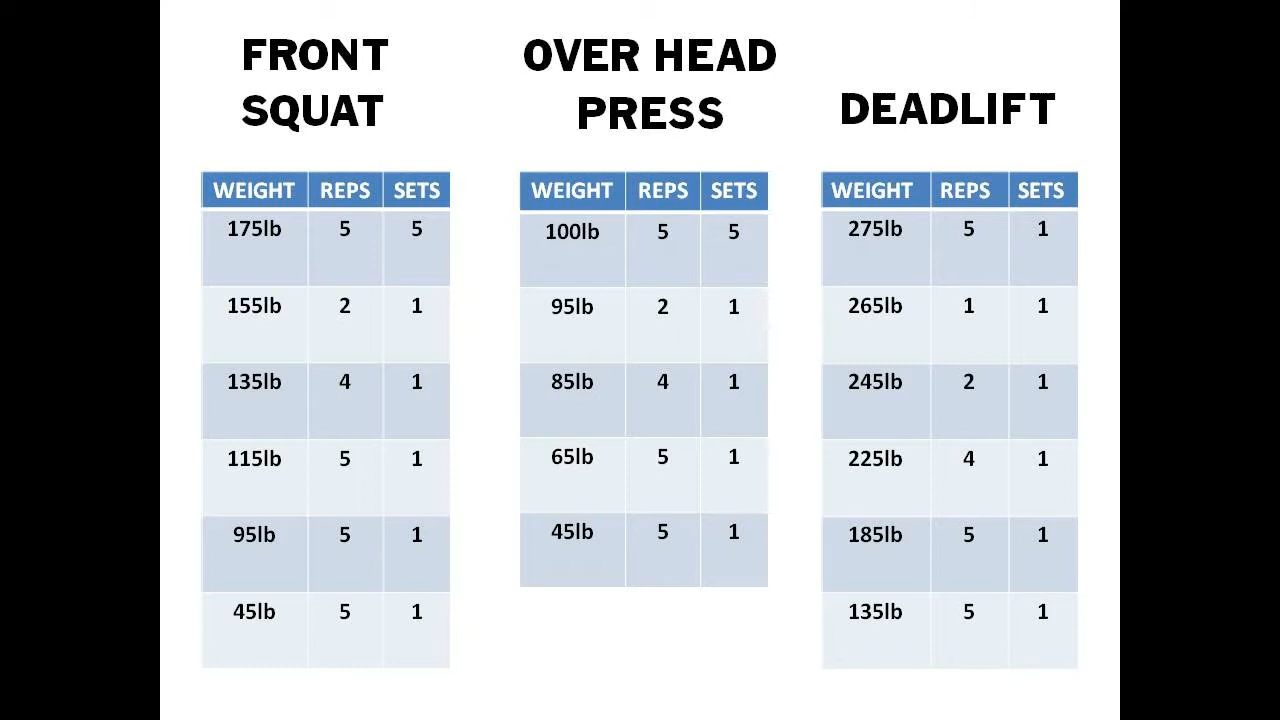 FRONT
SQUAT
WEIGHT REPS SETS
175lb 5 5
155lb 2 1
135lb 4 1
115lb 5 1
95lb 5 1
45lb 5 1
OVER HEAD
PRESS
WEIGHT REPS SETS
100lb 5 5
95lb 2 1
85lb 4 1
65lb 5 1
45lb 5 1
DEADLIFT
WEIGHT REPS SETS
275lb 5 1
265lb 1 1
245lb 2 1
225lb 4 1
185lb 5 1
135lb 5 1